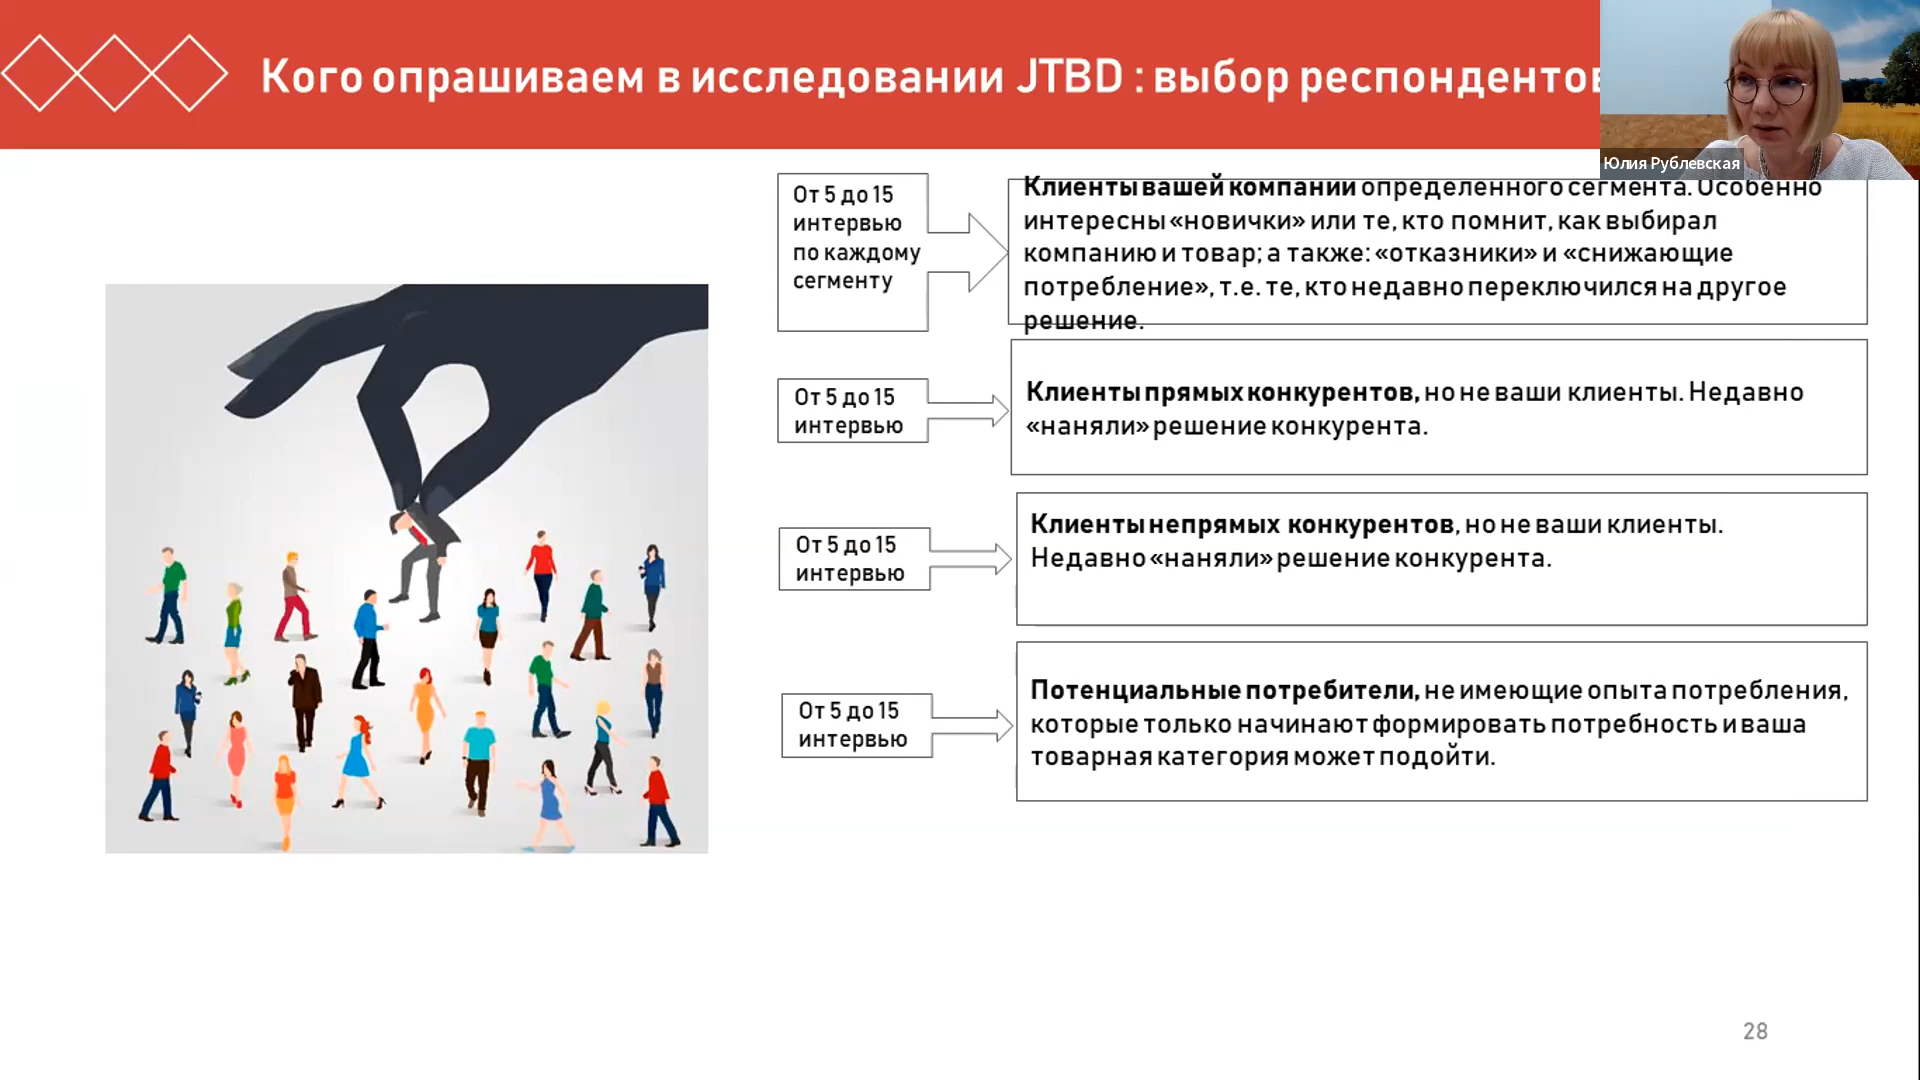 Кого опрашиваем в исследовании JTBD : выбор респондентов
Юлия Рублевская
От 5 до 15
интервью
по каждому
сегменту
Клиенты вашей компании определенного сегмента. Особенно
интересны «новички» или те, кто помнит, как выбирал
компанию и товар; а также: «отказники» и «снижающие
потребление», т.е. те, кто недавно переключился на другое
решение.
От 5 до 15
интервью
Клиенты прямых конкурентов, но не ваши клиенты. Недавно
«наняли» решение конкурента.
От 5 до 15
интервью
Клиенты непрямых конкурентов, но не ваши клиенты.
Недавно «наняли» решение конкурента.
От 5 до 15
интервью
Потенциальные потребители, не имеющие опыта потребления,
которые только начинают формировать потребность и ваша
товарная категория может подойти.
28